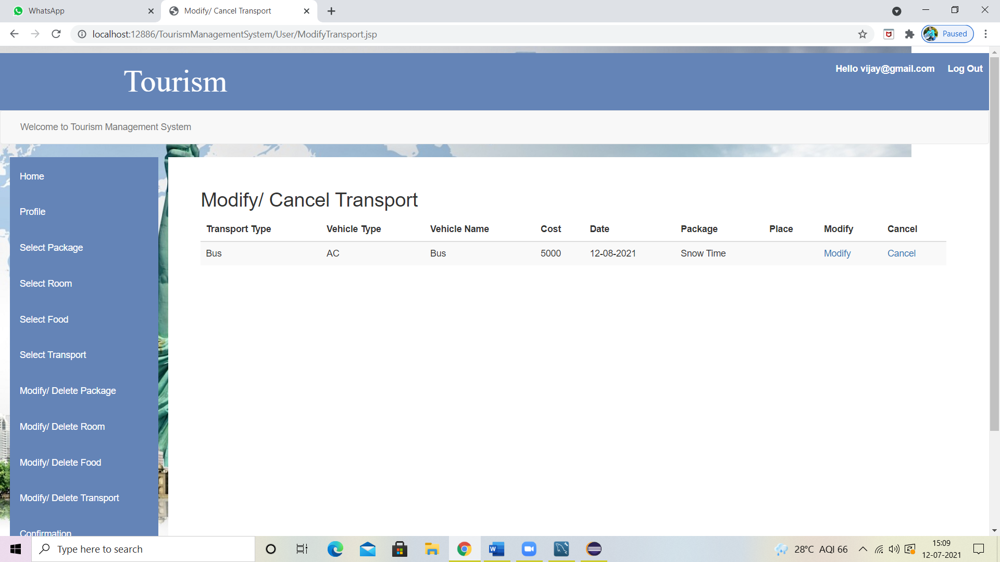 WhatsApp
Modify/ Cancel Transport
localhost:12886/TourismManagementSystem/User/ModifyTransport.jsp
Paused
Tourism
Hello vijay@gmail.com Log Out
Welcome to Tourism Management System
Home
Profile
Select Package
Select Room
Select Food
Select Transport
Modify/ Delete Package
Modify/ Delete Room
Modify/ Delete Food
Modify/ Delete Transport
Confirmation
Modify/ Cancel Transport
Transport Type Vehicle Type Vehicle Name Cost Date Package Place Modify Cancel
Bus AC Bus 5000 12-08-2021 Snow Time Modify Cancel
Type here to search
28°C AQI 66
15:09
12-07-2021